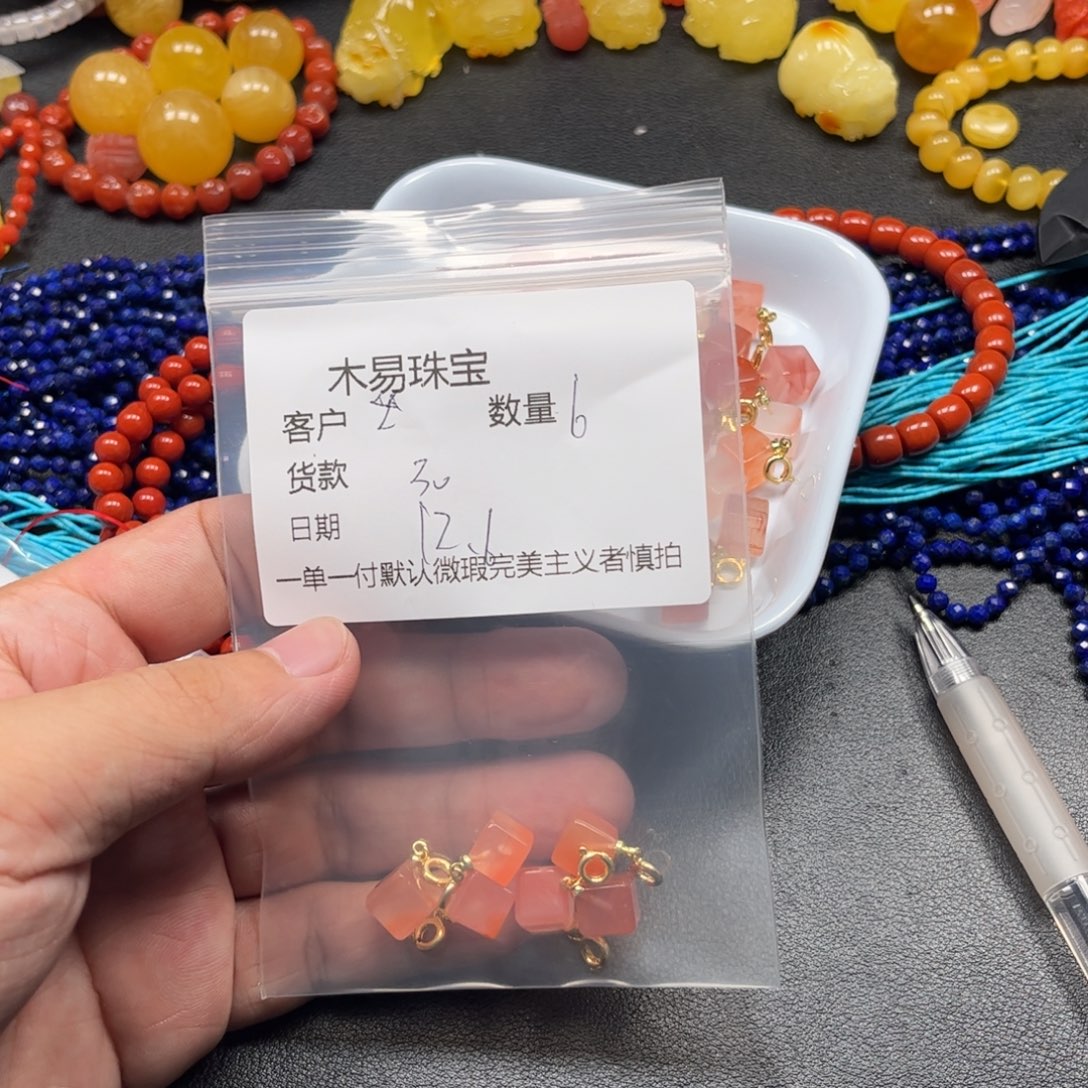 木易珠宝
客户 数量 6
货款 30
日期 12.1
一单一付默认微瑕完美主义者慎拍